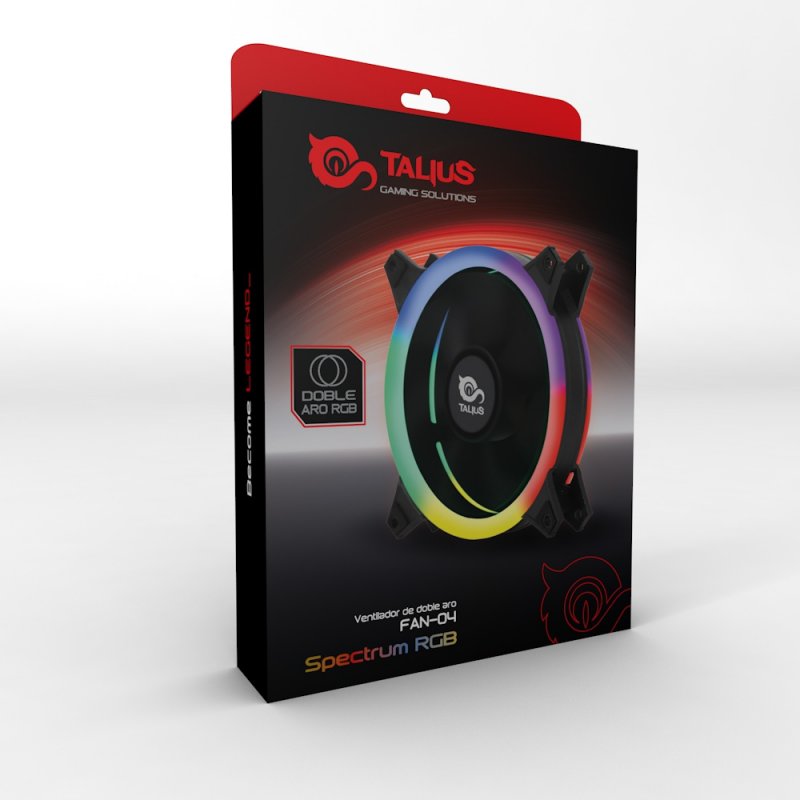 TALIUS
GAMING SOLUTIONS
DOBLE
ARO RGB
TALIUS
Become LEGEND_
Ventilador de doble aro
FAN-04
Spectrum RGB